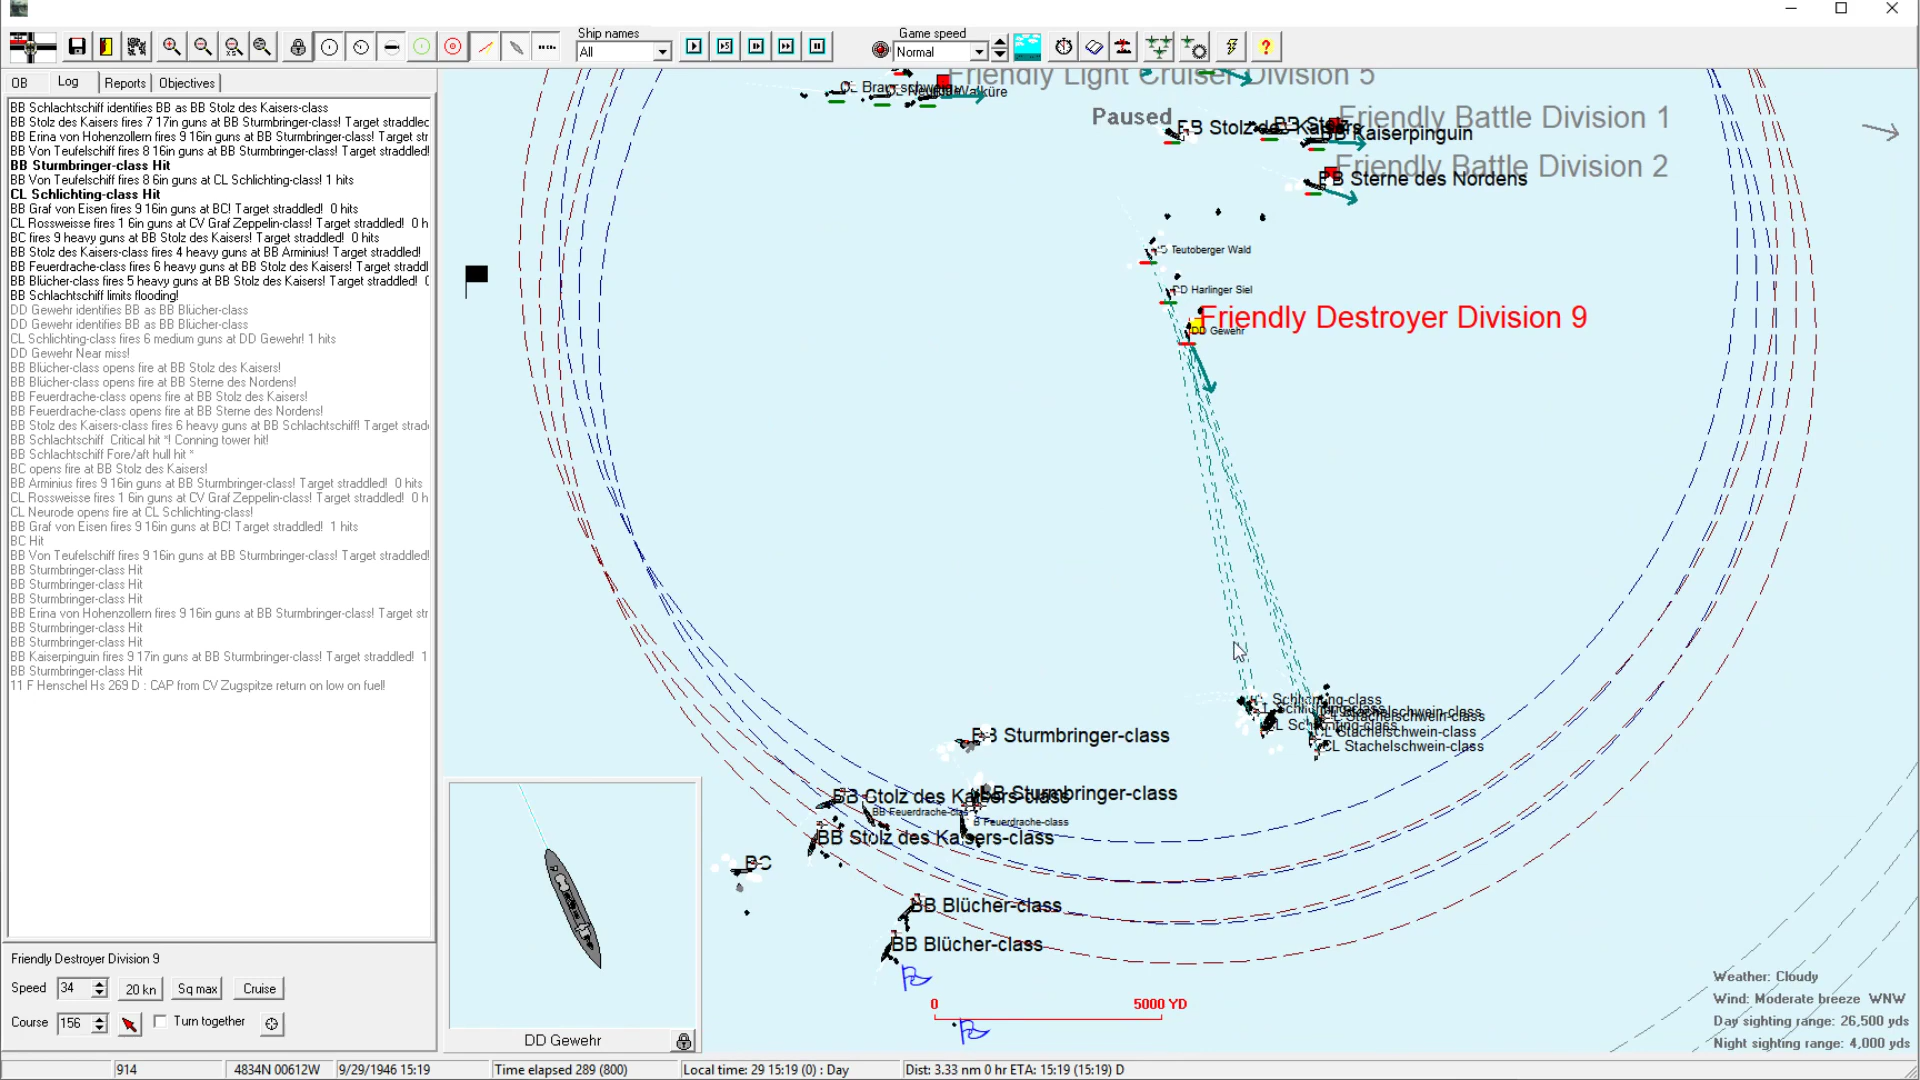 Ship names
All
Game speed
Normal
OB
Log
Reports
Objectives
BB Schlachtschiff identifies BB as BB Stolz des Kaisers-class
BB Stolz des Kaisers fires 7 17in guns at BB Sturmbringer-class! Target straddled
BB Erina von Hohenzollern fires 9 16in guns at BB Sturmbringer-class! Target str
BB Von Teufelschiff fires 8 16in guns at BB Sturmbringer-class! Target straddled!
BB Sturmbringer-class Hit
BB Von Teufelschiff fires 8 6in guns at CL Schlichting-class! 1 hits
CL Schlichting-class Hit
BB Graf von Eisen fires 9 16in guns at BC! Target straddled!  0 hits
CL Rossweisse fires 1 6in guns at CV Graf Zeppelin-class! Target straddled!  0 h
BC fires 9 heavy guns at BB Stolz des Kaisers! Target straddled!  0 hits
BB Stolz des Kaisers-class fires 4 heavy guns at BB Arminius! Target straddled!
BB Feuerdrache-class fires 6 heavy guns at BB Stolz des Kaisers! Target straddl
BB Blücher-class fires 5 heavy guns at BB Stolz des Kaisers! Target straddled!
BB Schlachtschiff limits flooding!
DD Gewehr identifies BB as BB Blücher-class
DD Gewehr identifies BB as BB Blücher-class
CL Schlichting-class fires 6 medium guns at DD Gewehr! 1 hits
DD Gewehr Near miss!
BB Blücher-class opens fire at BB Stolz des Kaisers!
BB Blücher-class opens fire at BB Sterne des Nordens!
BB Feuerdrache-class opens fire at BB Stolz des Kaisers!
BB Feuerdrache-class opens fire at BB Sterne des Nordens!
BB Stolz des Kaisers-class fires 6 heavy guns at BB Schlachtschiff! Target stradd
BB Schlachtschiff  Critical hit *! Conning tower hit!
BB Schlachtschiff Fore/aft hull hit *
BC opens fire at BB Stolz des Kaisers!
BB Arminius fires 9 16in guns at BB Sturmbringer-class! Target straddled!  0 hits
CL Rossweisse fires 1 6in guns at CV Graf Zeppelin-class! Target straddled!  0 h
CL Neurode opens fire at CL Schlichting-class!
BB Graf von Eisen fires 9 16in guns at BC! Target straddled!  1 hits
BC Hit
BB Von Teufelschiff fires 9 16in guns at BB Sturmbringer-class! Target straddled!
BB Sturmbringer-class Hit
BB Sturmbringer-class Hit
BB Sturmbringer-class Hit
BB Erina von Hohenzollern fires 9 16in guns at BB Sturmbringer-class! Target str
BB Sturmbringer-class Hit
BB Sturmbringer-class Hit
BB Kaiserpinguin fires 9 17in guns at BB Sturmbringer-class! Target straddled!  1
BB Sturmbringer-class Hit
11 F Henschel Hs 269 D : CAP from CV Zugspitze return on low on fuel!
Friendly Light Cruiser Division 5
Paused
Friendly Battle Division 1
BB Stolz des Kaisers
BB Kaiserpinguin
Friendly Battle Division 2
BB Sterne des Nordens
Teutoberger Wald
DD Harlinger Siel
Friendly Destroyer Division 9
DD Gewehr
Schlichting-class
CL Stachelschwein-class
CL Stachelschwein-class
BB Sturmbringer-class
BB Sturmbringer-class
BB Stolz des Kaisers-class
BB Feuerdrache-class
B Feuerdrache-class
BB Stolz des Kaisers-class
BC
BB Blücher-class
BB Blücher-class
0 5000 YD
Weather: Cloudy
Wind: Moderate breeze  WNW
Day sighting range: 26,500 yds
Night sighting range: 4,000 yds
Friendly Destroyer Division 9
Speed 34 20 kn Sq max Cruise
Course 156 Turn together
DD Gewehr
914
4834N 00612W
9/29/1946 15:19
Time elapsed 289 (800)
Local time: 29 15:19 (0) : Day
Dist: 3.33 nm 0 hr ETA: 15:19 (15:19) D